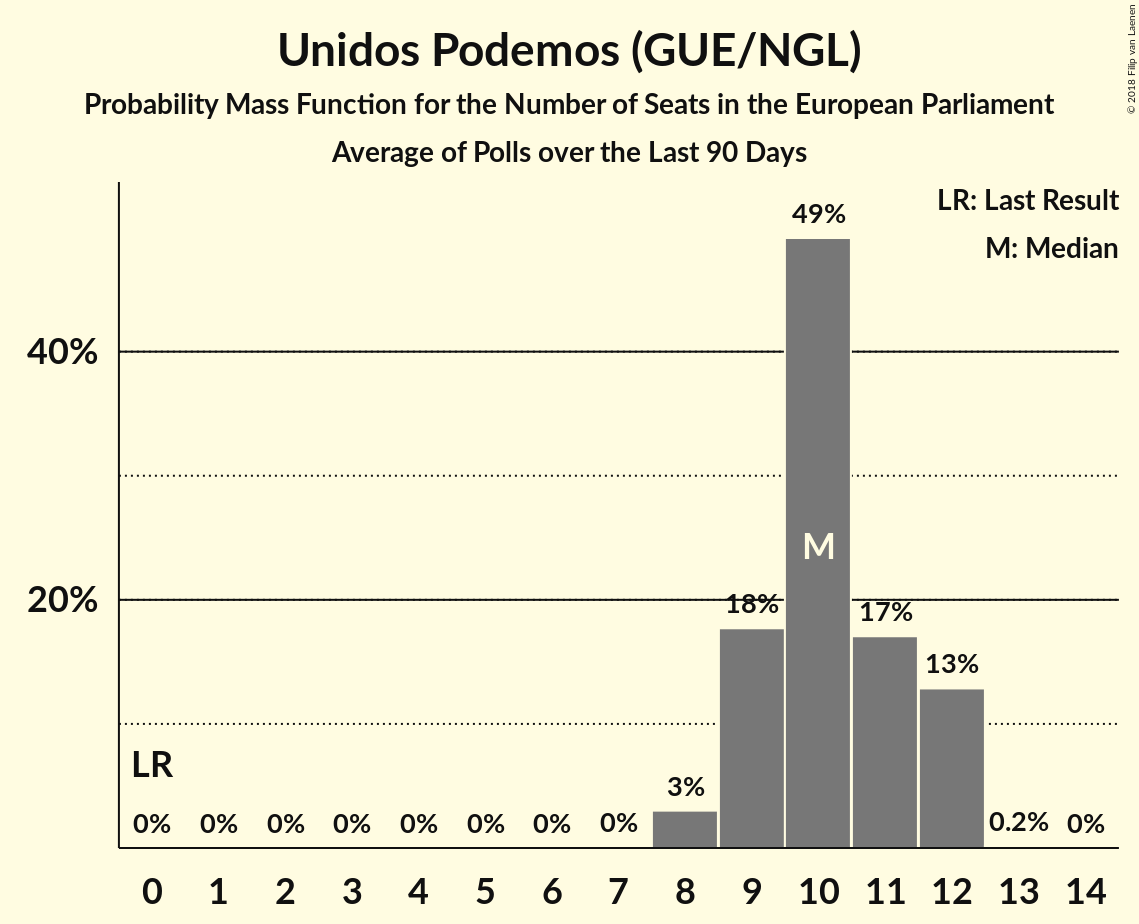 Unidos Podemos (GUE/NGL)
Probability Mass Function for the Number of Seats in the European Parliament
Average of Polls over the Last 90 Days
© 2018 Filip van Laenen
LR: Last Result
M: Median
49%
40%
M
20%
18%
17%
13%
LR
3%
0% 0% 0% 0% 0% 0% 0% 0% 0.2% 0%
0 1 2 3 4 5 6 7 8 9 10 11 12 13 14